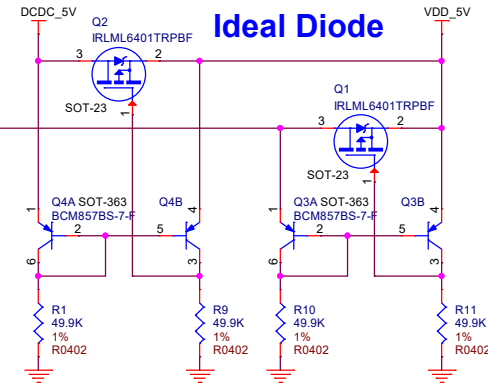 DCDC_5V
Q2
IRLML6401TRPBF
Ideal Diode
VDD_5V
3
2
SOT-23
1
Q1
IRLML6401TRPBF
3
2
SOT-23
1
1
Q4A SOT-363
BCM857BS-7-F
Q4B
4
2
5
6
3
1
Q3A SOT-363
BCM857BS-7-F
Q3B
4
2
5
6
3
R1
49.9K
1%
R0402
R9
49.9K
1%
R0402
R10
49.9K
1%
R0402
R11
49.9K
1%
R0402